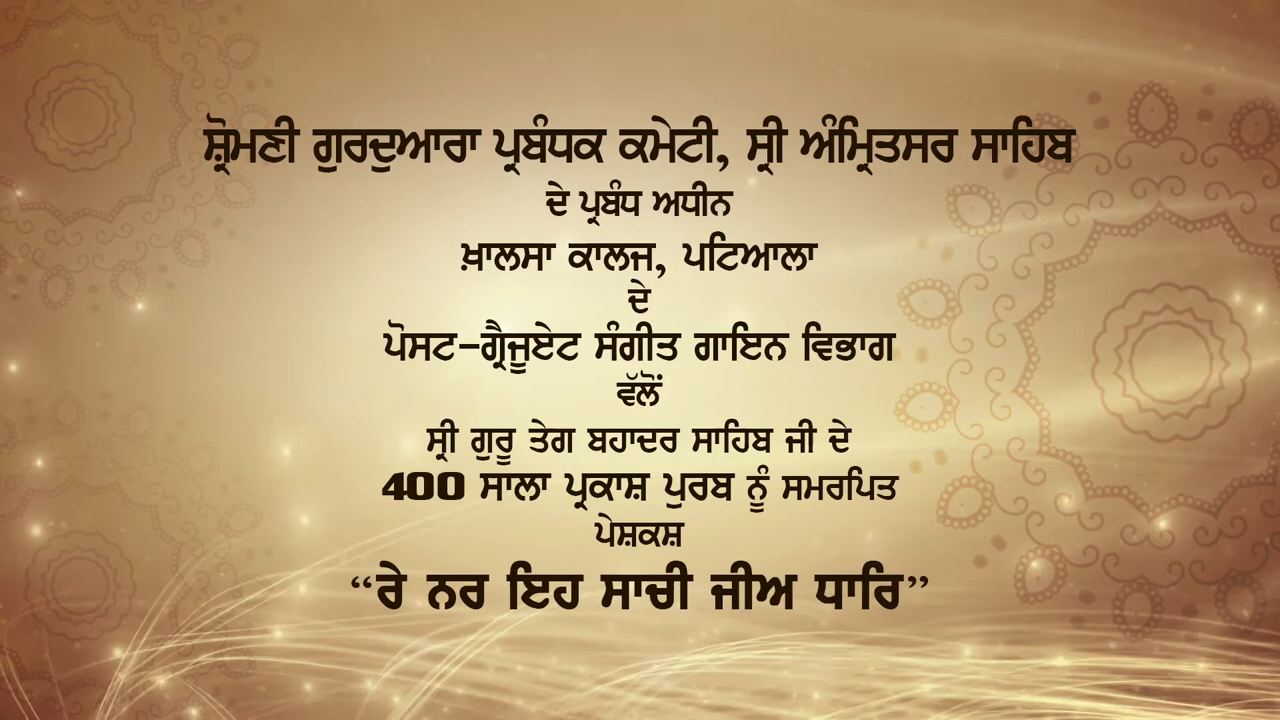 ਸ਼੍ਰੋਮਣੀ ਗੁਰਦੁਆਰਾ ਪ੍ਰਬੰਧਕ ਕਮੇਟੀ, ਸ੍ਰੀ ਅੰਮ੍ਰਿਤਸਰ ਸਾਹਿਬ
ਦੇ ਪ੍ਰਬੰਧ ਅਧੀਨ
ਖ਼ਾਲਸਾ ਕਾਲਜ, ਪਟਿਆਲਾ
ਦੇ
ਪੋਸਟ-ਗ੍ਰੈਜੂਏਟ ਸੰਗੀਤ ਗਾਇਨ ਵਿਭਾਗ
ਵੱਲੋਂ
ਸ੍ਰੀ ਗੁਰੂ ਤੇਗ ਬਹਾਦਰ ਸਾਹਿਬ ਜੀ ਦੇ
400 ਸਾਲਾ ਪ੍ਰਕਾਸ਼ ਪੁਰਬ ਨੂੰ ਸਮਰਪਿਤ
ਪੇਸ਼ਕਸ਼
“ਰੇ ਨਰ ਇਹ ਸਾਚੀ ਜੀਅ ਧਾਰਿ”